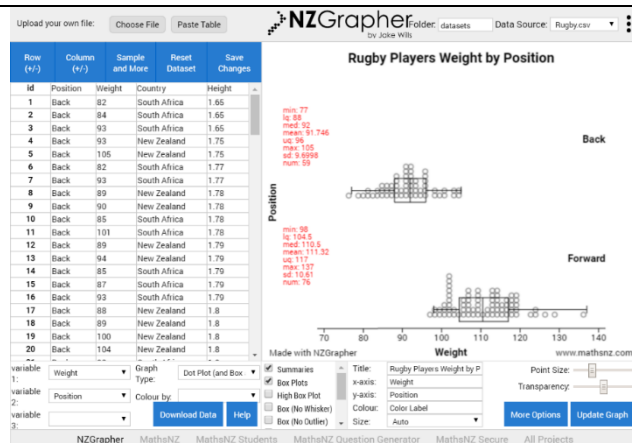 Upload your own file: Choose File Paste Table
NZGrapher
by Jake Wills
Folder: datasets Data Source: Rugby.csv
Row (+/-) Column (+/-) Sample and More Reset Dataset Save Changes
id Position Weight Country Height
1 Back 82 South Africa 1.65
2 Back 84 South Africa 1.65
3 Back 93 South Africa 1.65
4 Back 93 New Zealand 1.75
5 Back 105 New Zealand 1.75
6 Back 82 South Africa 1.77
7 Back 93 South Africa 1.77
8 Back 89 New Zealand 1.78
9 Back 90 New Zealand 1.78
10 Back 85 South Africa 1.78
11 Back 101 South Africa 1.78
12 Back 89 New Zealand 1.79
13 Back 94 New Zealand 1.79
14 Back 85 South Africa 1.79
15 Back 87 South Africa 1.79
16 Back 93 South Africa 1.79
17 Back 88 New Zealand 1.8
18 Back 89 New Zealand 1.8
19 Back 100 New Zealand 1.8
20 Back 104 New Zealand 1.8
Rugby Players Weight by Position
min: 77
lq: 88
med: 92
mean: 91.746
uq: 96
max: 105
sd: 9.6998
num: 59
Back
Position
min: 98
lq: 104.5
med: 110.5
mean: 111.32
uq: 117
max: 137
sd: 10.61
num: 76
Forward
70 80 90 100 110 120 130 140
Made with NZGrapher Weight www.mathsnz.com
variable 1: Weight Graph Type: Dot Plot (and Box
variable 2: Position Colour by:
variable 3:
Download Data Help
Summaries
Box Plots
High Box Plot
Box (No Whisker)
Box (No Outlier)
Title: Rugby Players Weight by P
x-axis: Weight
y-axis: Position
Colour: Color Label
Size: Auto
Point Size:
Transparency:
More Options Update Graph
NZGrapher MathsNZ MathsNZ Students MathsNZ Question Generator MathsNZ Secure All Projects